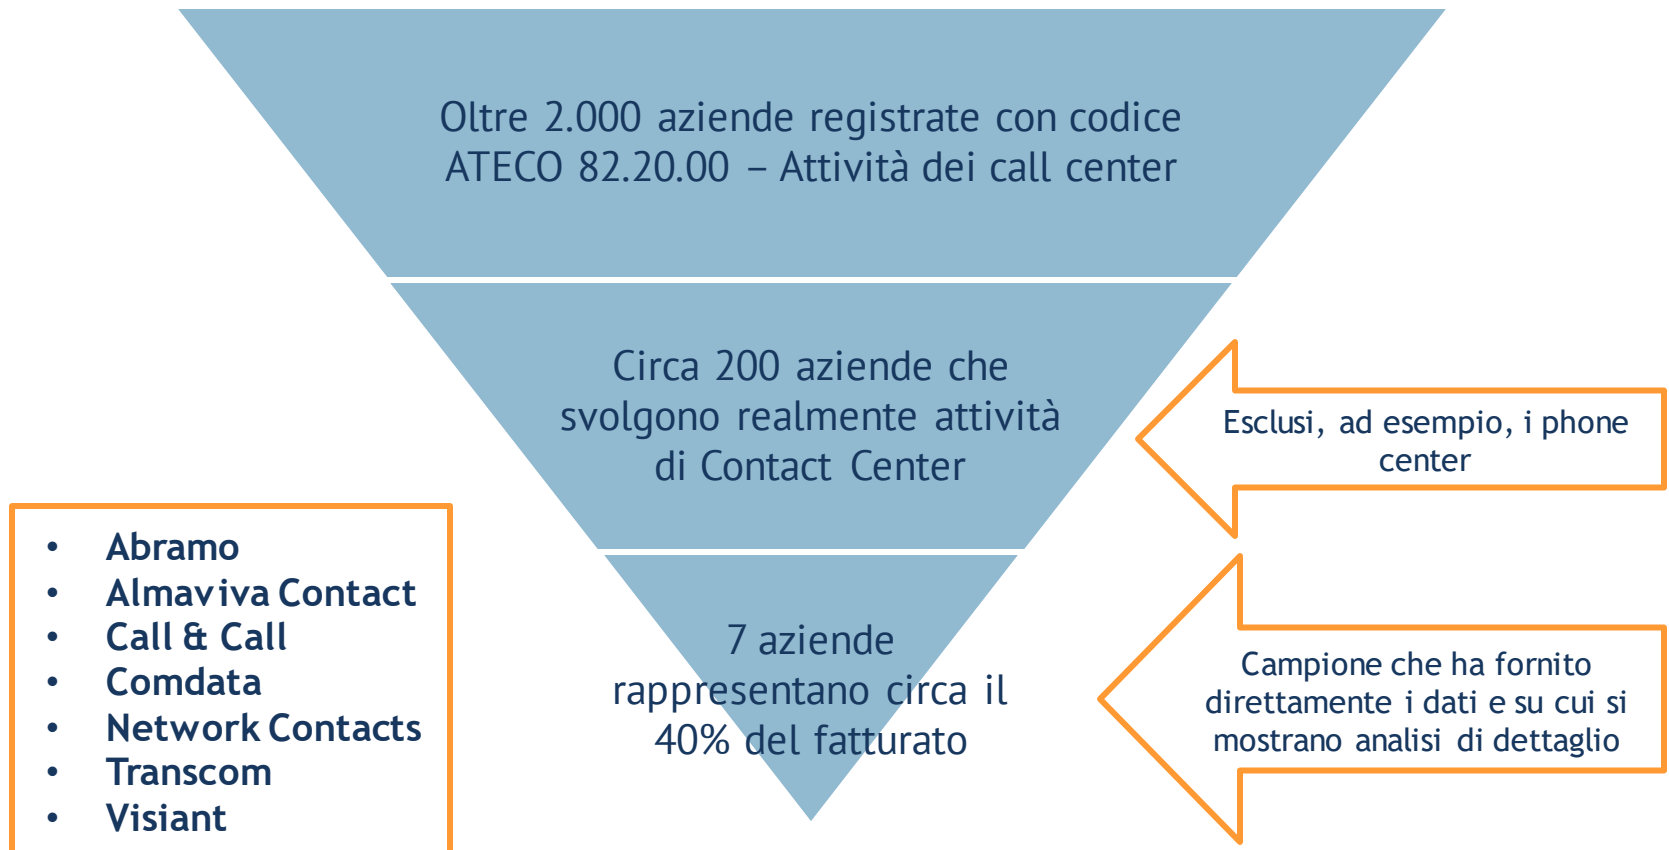 Oltre 2.000 aziende registrate con codice
ATECO 82.20.00 – Attività dei call center
Circa 200 aziende che
svolgono realmente attività
di Contact Center
Esclusi, ad esempio, i phone
center
• Abramo
• Almaviva Contact
• Call & Call
• Comdata
• Network Contacts
• Transcom
• Visiant
7 aziende
rappresentano circa il
40% del fatturato
Campione che ha fornito
direttamente i dati e su cui si
mostrano analisi di dettaglio